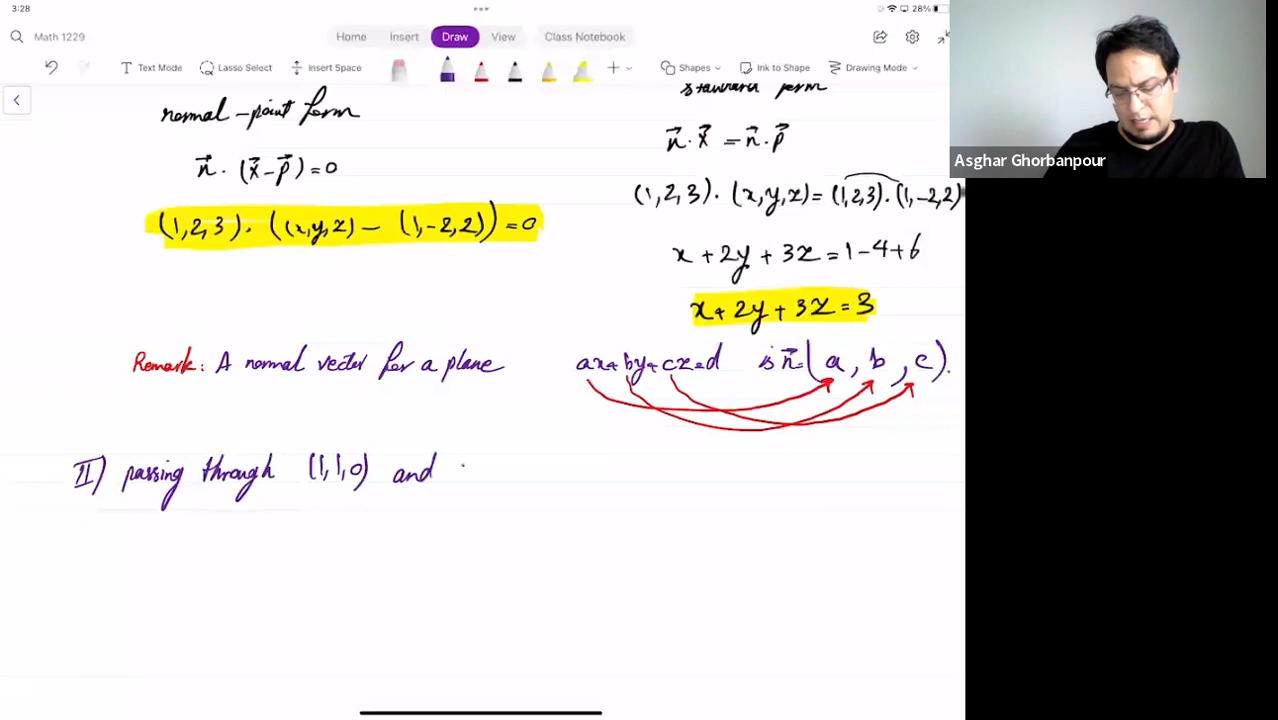 3:28
28%
Math 1229
Home Insert Draw View Class Notebook
Text Mode Lasso Select Insert Space Shapes Ink to Shape Drawing Mode
Asghar Ghorbanpour
normal-point form
n⃗ · (x⃗ - p⃗) = 0
(1,2,3) · ((x,y,z) - (1,-2,2)) = 0
standard form
n⃗ · x⃗ = n⃗ · p⃗
(1,2,3) · (x,y,z) = (1,2,3) · (1,-2,2)
x + 2y + 3z = 1-4+6
x + 2y + 3z = 3
Remark: A normal vector for a plane ax+by+cz=d is n⃗=(a, b, c).
II) passing through (1,1,0) and